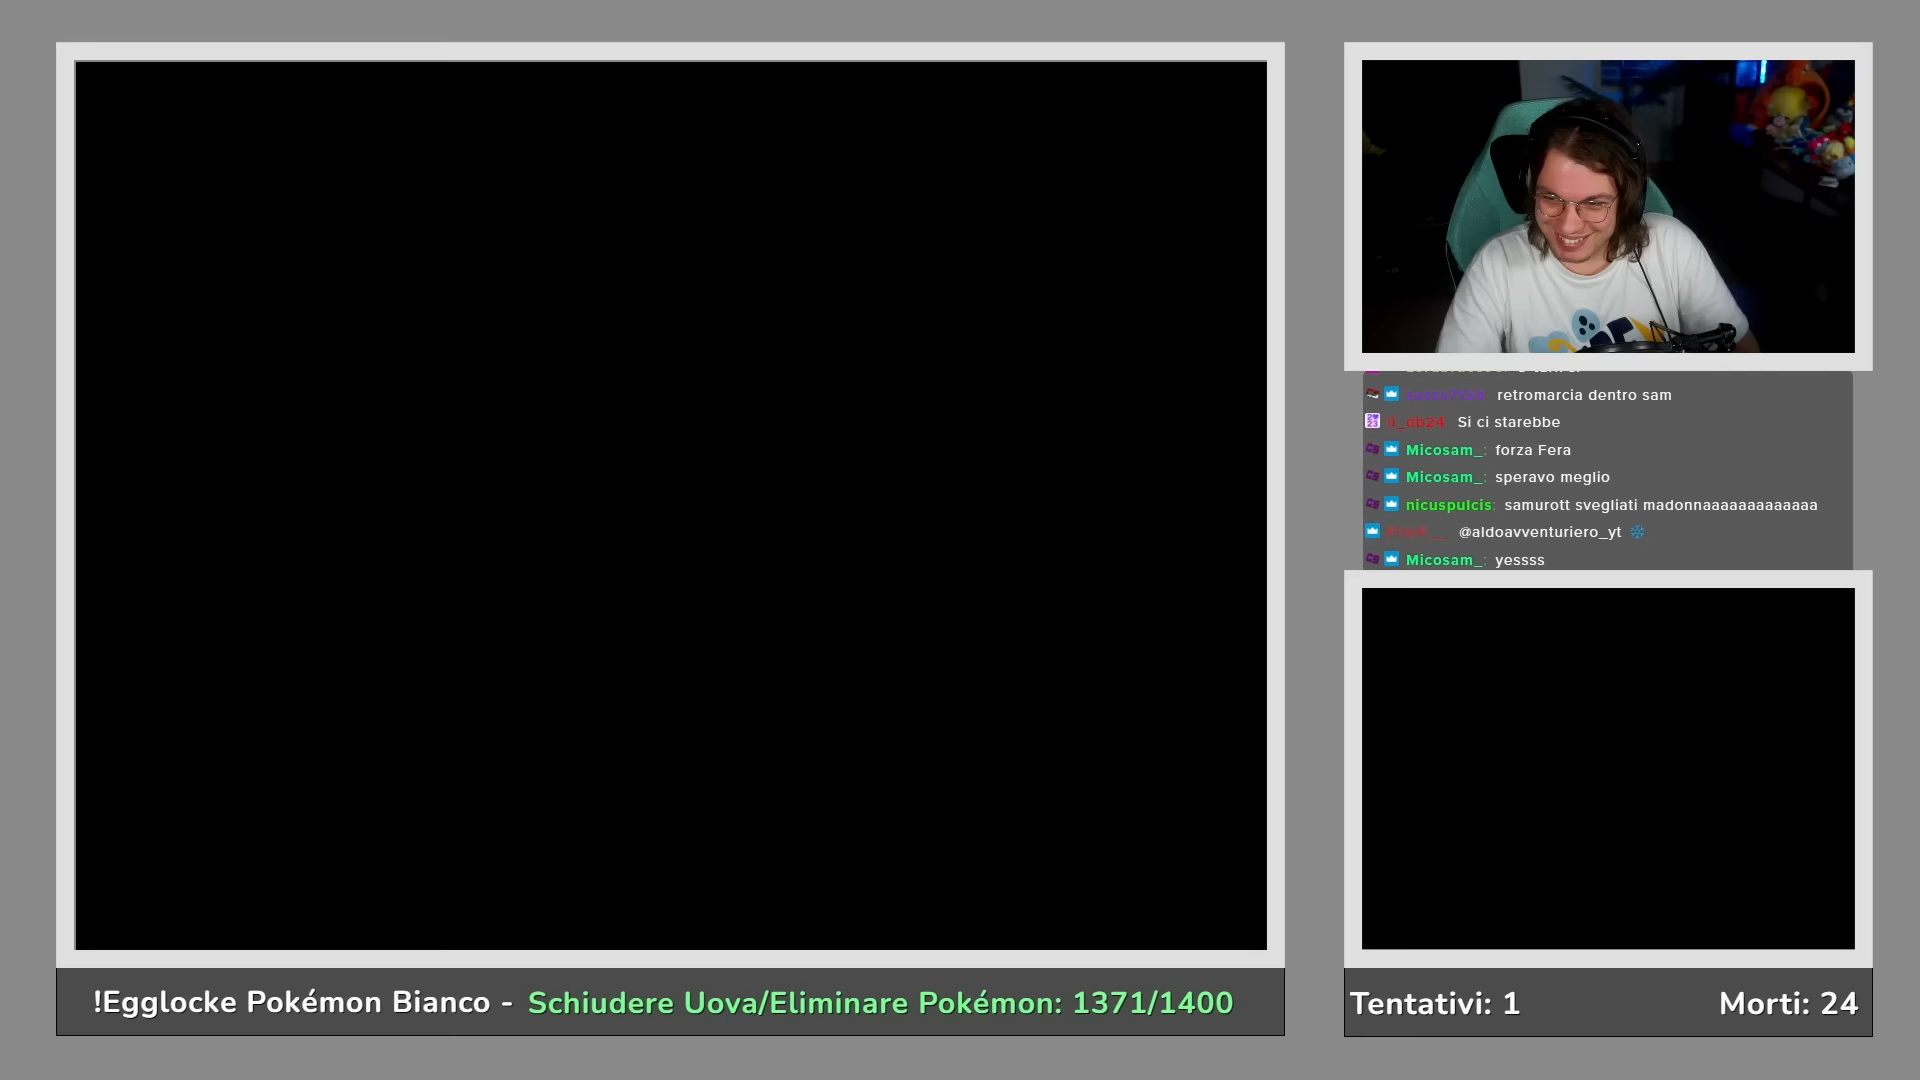 retromarcia dentro sam
il_db24 Si ci starebbe
Micosam_: forza Fera
Micosam_: speravo meglio
nicuspulcis: samurott svegliati madonnaaaaaaaaaaaaa
@aldoavventuriero_yt
Micosam_: yessss
!Egglocke Pokémon Bianco - Schiudere Uova/Eliminare Pokémon: 1371/1400
Tentativi: 1 Morti: 24